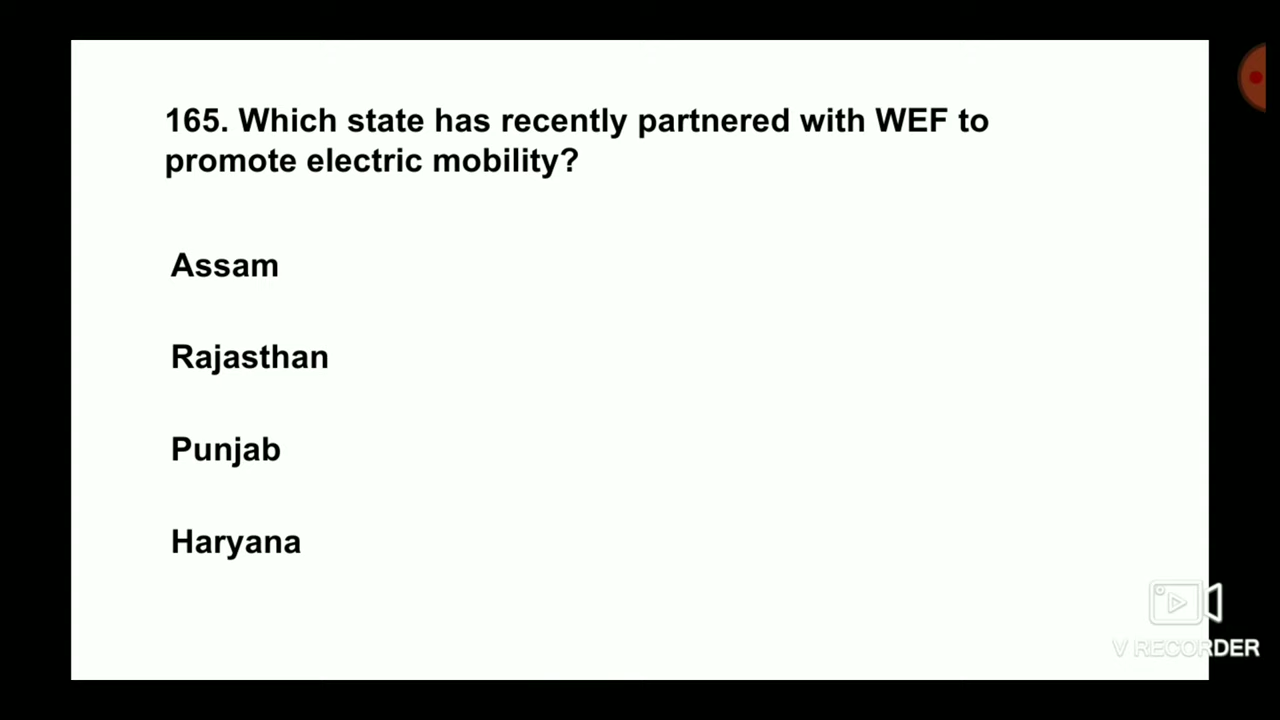 165. Which state has recently partnered with WEF to
promote electric mobility?
Assam
Rajasthan
Punjab
Haryana
V RECORDER